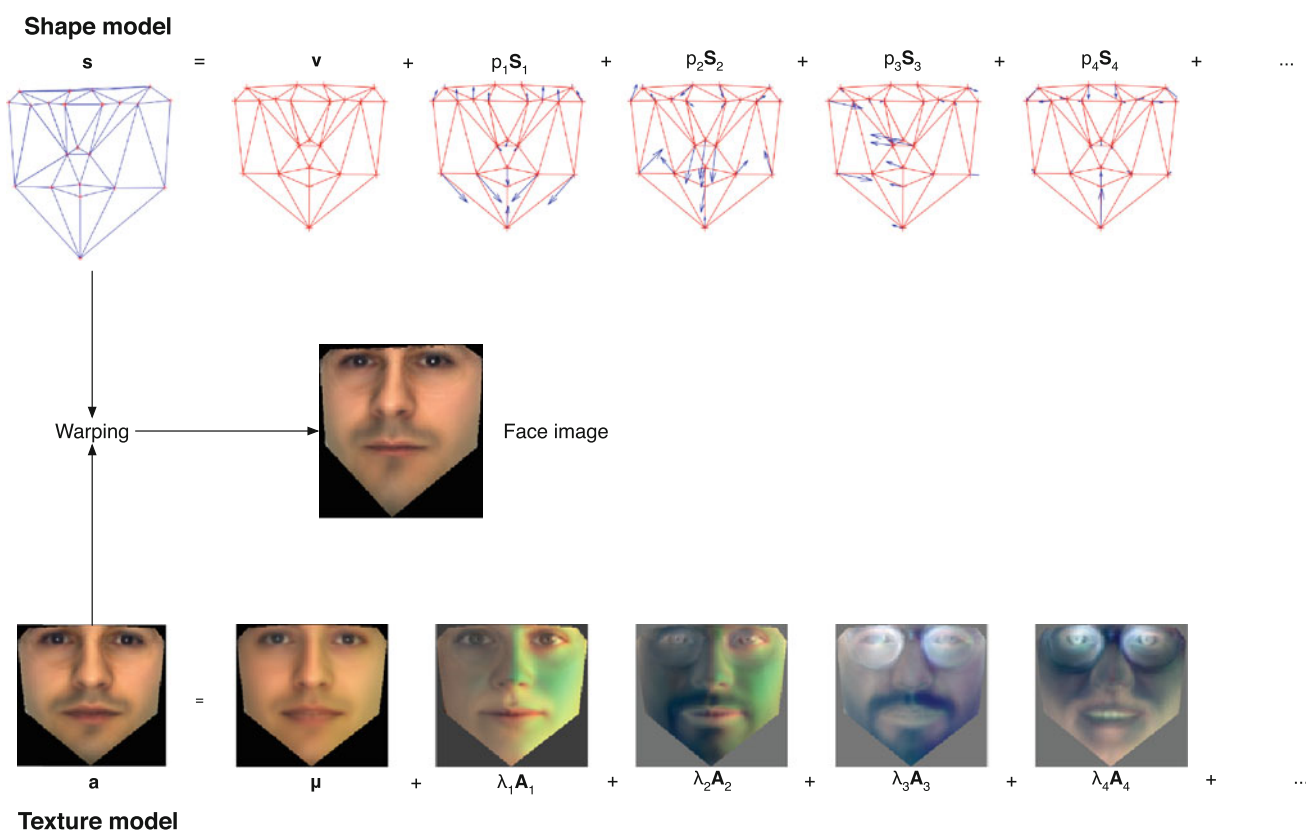 Shape model
s = v + p₁S₁ + p₂S₂ + p₃S₃ + p₄S₄ + ...
Warping
Face image
=
a μ + λ₁A₁ + λ₂A₂ + λ₃A₃ + λ₄A₄ + ...
Texture model